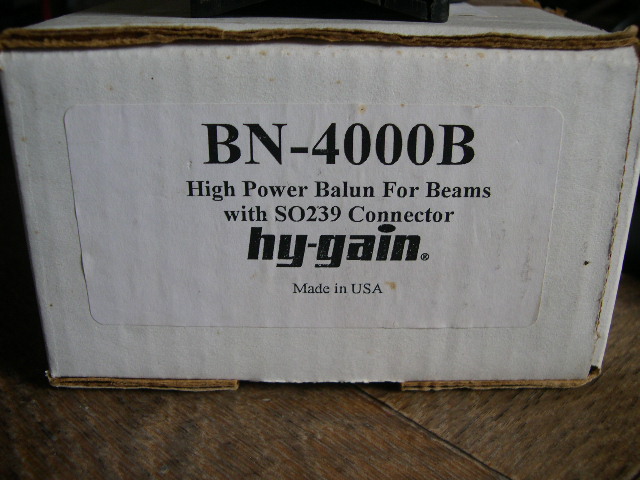 BN-4000B
High Power Balun For Beams
with SO239 Connector
hy-gain®
Made in USA